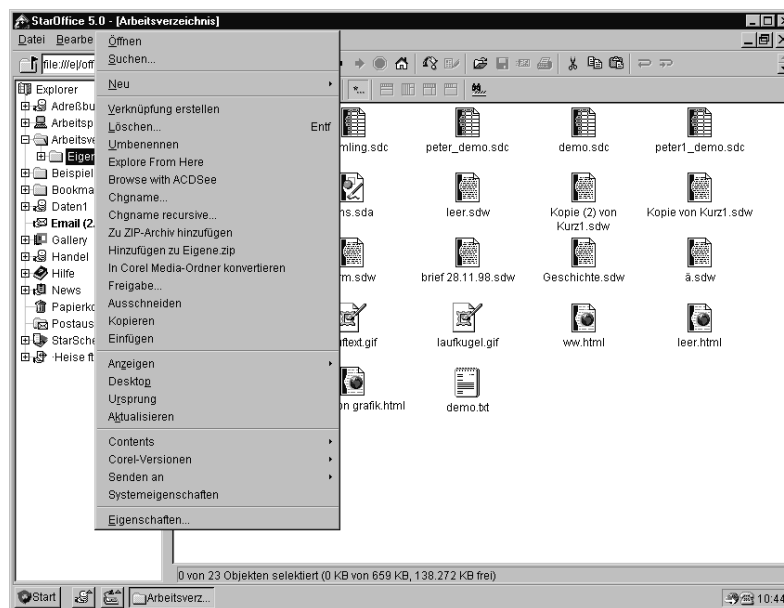 StarOffice 5.0 - [Arbeitsverzeichnis]
Datei Bearbe
file:///e|/off
Explorer
Adreßbu
Arbeitsp
Arbeitsve
Eiger
Beispiel
Bookma
Daten1
Email (2.
Gallery
Handel
Hilfe
News
Papierko
Postaus
StarSche
Heise ft
Öffnen
Suchen...
Neu
Verknüpfung erstellen
Löschen... Entf
Umbenennen
Explore From Here
Browse with ACDSee
Chgname...
Chgname recursive...
Zu ZIP-Archiv hinzufügen
Hinzufügen zu Eigene.zip
In Corel Media-Ordner konvertieren
Freigabe...
Ausschneiden
Kopieren
Einfügen
Anzeigen
Desktop
Ursprung
Aktualisieren
Contents
Corel-Versionen
Senden an
Systemeigenschaften
Eigenschaften...
mling.sdc peter_demo.sdc demo.sdc peter1_demo.sdc
ns.sda leer.sdw Kopie (2) von Kopie von Kurz1.sdw
Kurz1.sdw
rm.sdw brief 28.11.98.sdw Geschichte.sdw ä.sdw
ftext.gif laufkugel.gif ww.html leer.html
on grafik.html demo.txt
0 von 23 Objekten selektiert (0 KB von 659 KB, 138.272 KB frei)
Start Arbeitsverz... 10:44